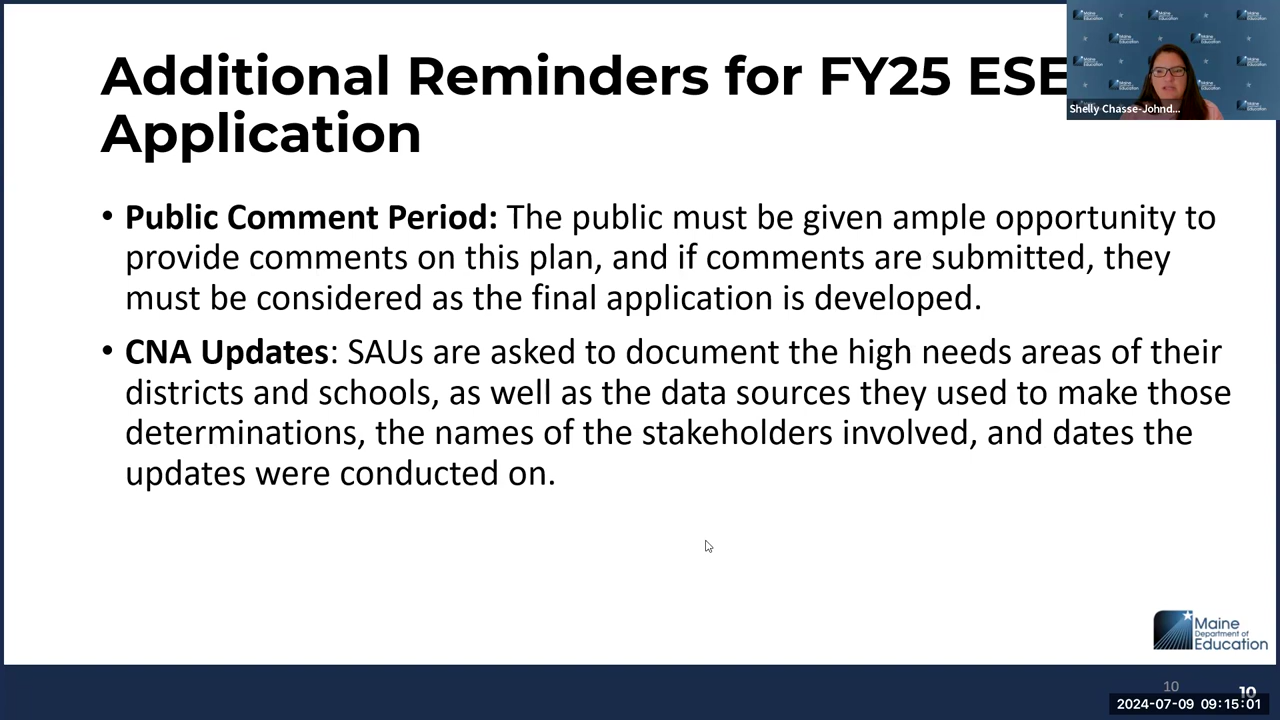 Additional Reminders for FY25 ESE
Application
• Public Comment Period: The public must be given ample opportunity to
provide comments on this plan, and if comments are submitted, they
must be considered as the final application is developed.
• CNA Updates: SAUs are asked to document the high needs areas of their
districts and schools, as well as the data sources they used to make those
determinations, the names of the stakeholders involved, and dates the
updates were conducted on.
Shelly Chasse-Johnd...
Maine
Department of
Education
10
10
2024-07-09 09:15:01